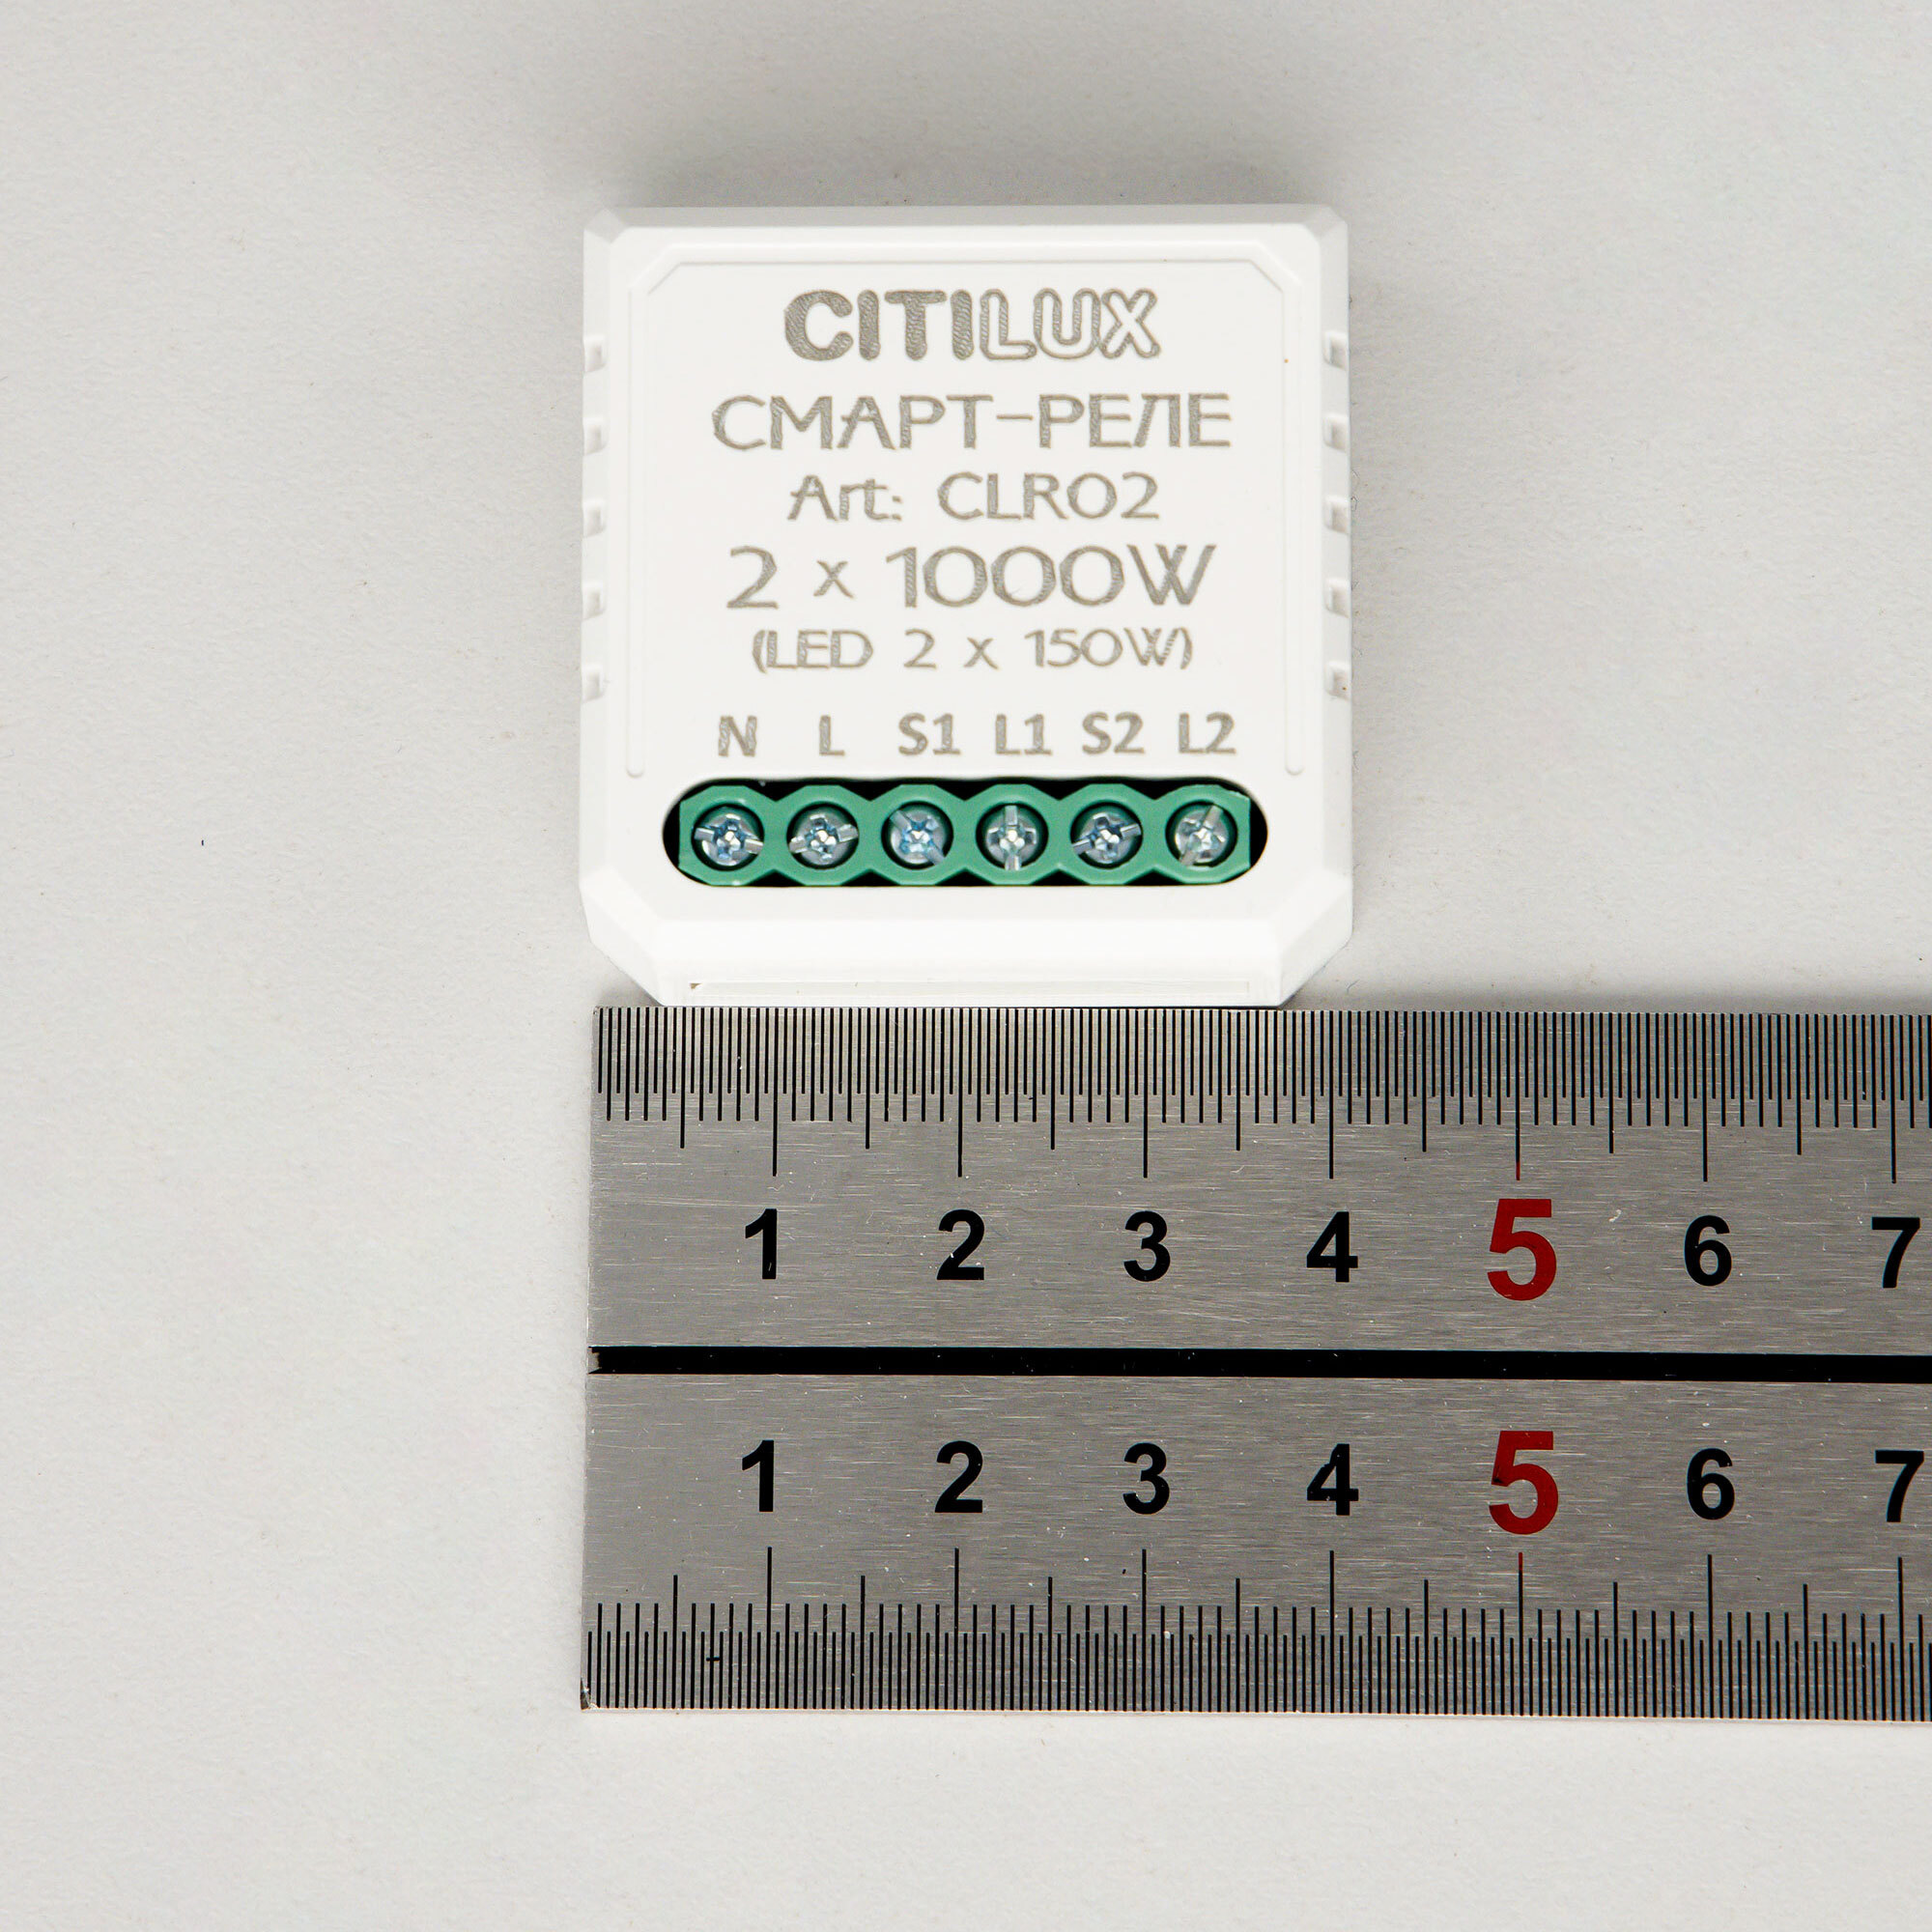 CITILUX
СМАРТ-РЕЛЕ
Art: CLR02
2 x 1000W
(LED 2 x 150W)
N L S1 L1 S2 L2
1 2 3 4 5 6 7
1 2 3 4 5 6 7